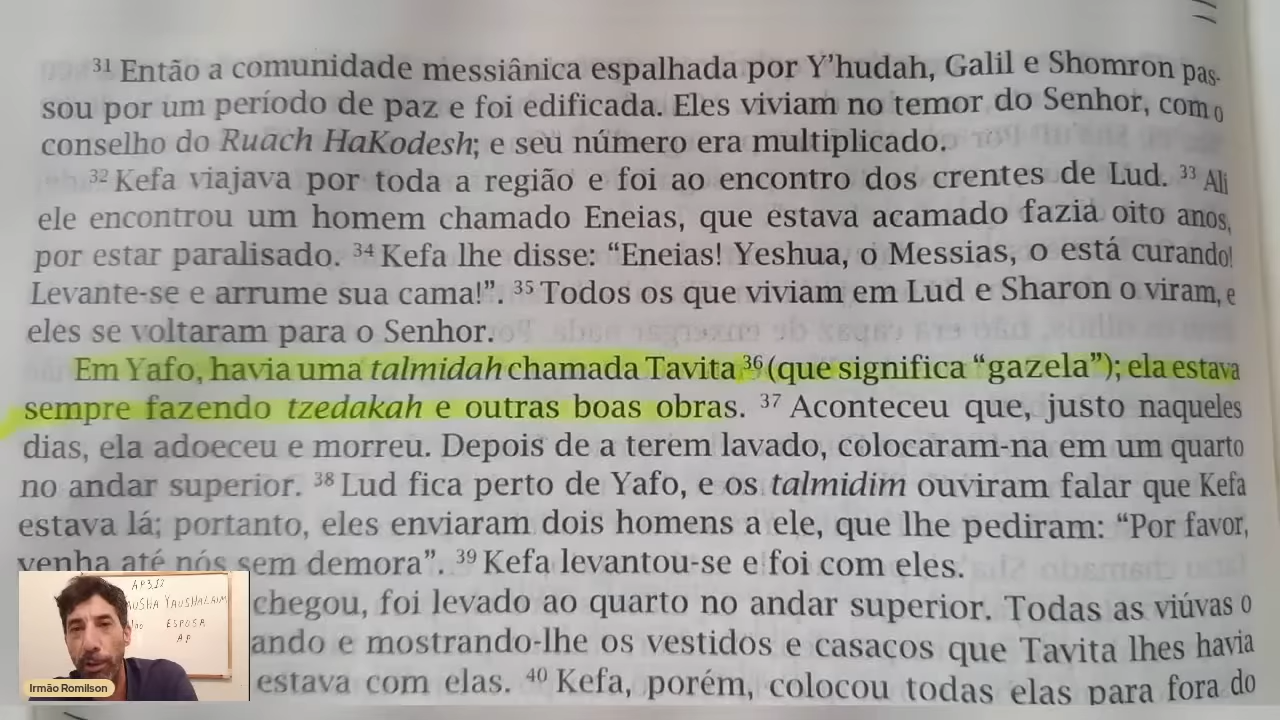 ³¹ Então a comunidade messiânica espalhada por Y’hudah, Galil e Shomron pas-
sou por um período de paz e foi edificada. Eles viviam no temor do Senhor, com o
conselho do Ruach HaKodesh; e seu número era multiplicado.
³² Kefa viajava por toda a região e foi ao encontro dos crentes de Lud. ³³ Ali
ele encontrou um homem chamado Eneias, que estava acamado fazia oito anos,
por estar paralisado. ³⁴ Kefa lhe disse: “Eneias! Yeshua, o Messias, o está curando!
Levante-se e arrume sua cama!”. ³⁵ Todos os que viviam em Lud e Sharon o viram, e
eles se voltaram para o Senhor.
Em Yafo, havia uma talmidah chamada Tavita ³⁶ (que significa “gazela”); ela estava
sempre fazendo tzedakah e outras boas obras. ³⁷ Aconteceu que, justo naqueles
dias, ela adoeceu e morreu. Depois de a terem lavado, colocaram-na em um quarto
no andar superior. ³⁸ Lud fica perto de Yafo, e os talmidim ouviram falar que Kefa
estava lá; portanto, eles enviaram dois homens a ele, que lhe pediram: “Por favor,
venha até nós sem demora”. ³⁹ Kefa levantou-se e foi com eles.
chegou, foi levado ao quarto no andar superior. Todas as viúvas o
ando e mostrando-lhe os vestidos e casacos que Tavita lhes havia
estava com elas. ⁴⁰ Kefa, porém, colocou todas elas para fora do
AP3,12
YAUSHALAIM
ESPOSA
AP
Irmão Romilson